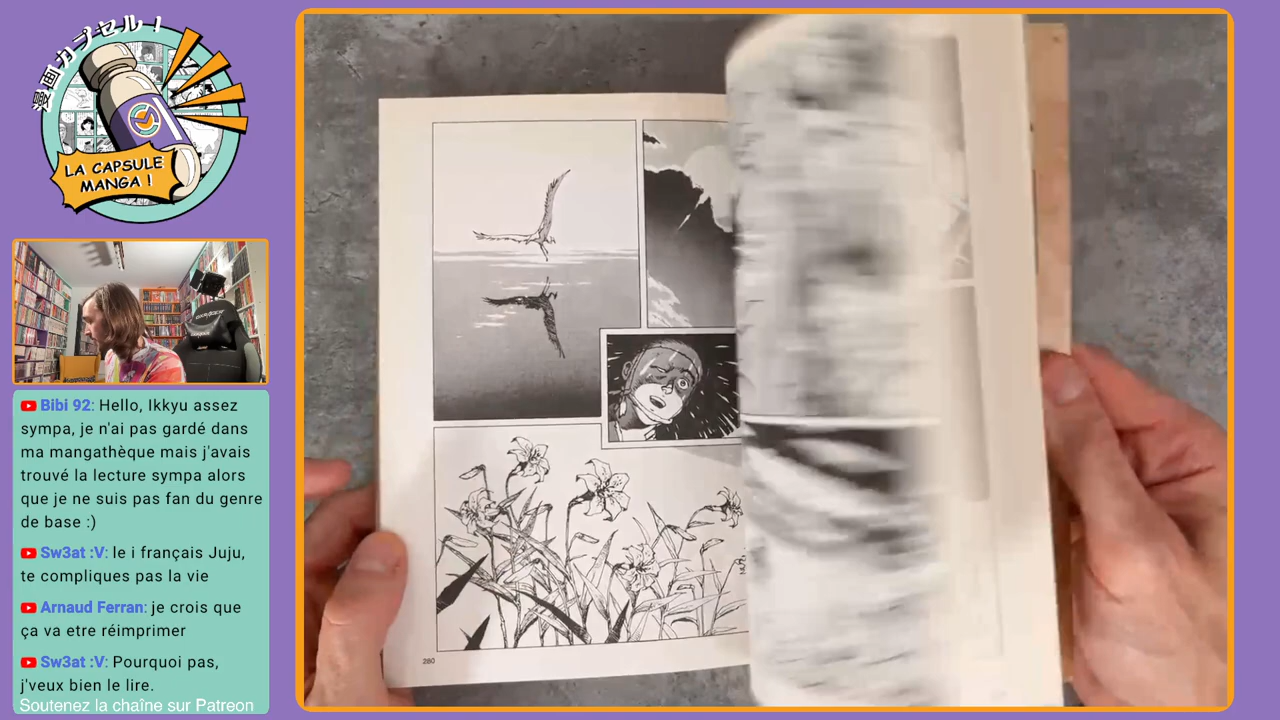 漫画カプセル!
LA CAPSULE
MANGA !
Bibi 92: Hello, Ikkyu assez
sympa, je n'ai pas gardé dans
ma mangathèque mais j'avais
trouvé la lecture sympa alors
que je ne suis pas fan du genre
de base :)
Sw3at :V: le i français Juju,
te compliques pas la vie
Arnaud Ferran: je crois que
ça va etre réimprimer
Sw3at :V: Pourquoi pas,
j'veux bien le lire.
Soutenez la chaîne sur Patreon
280